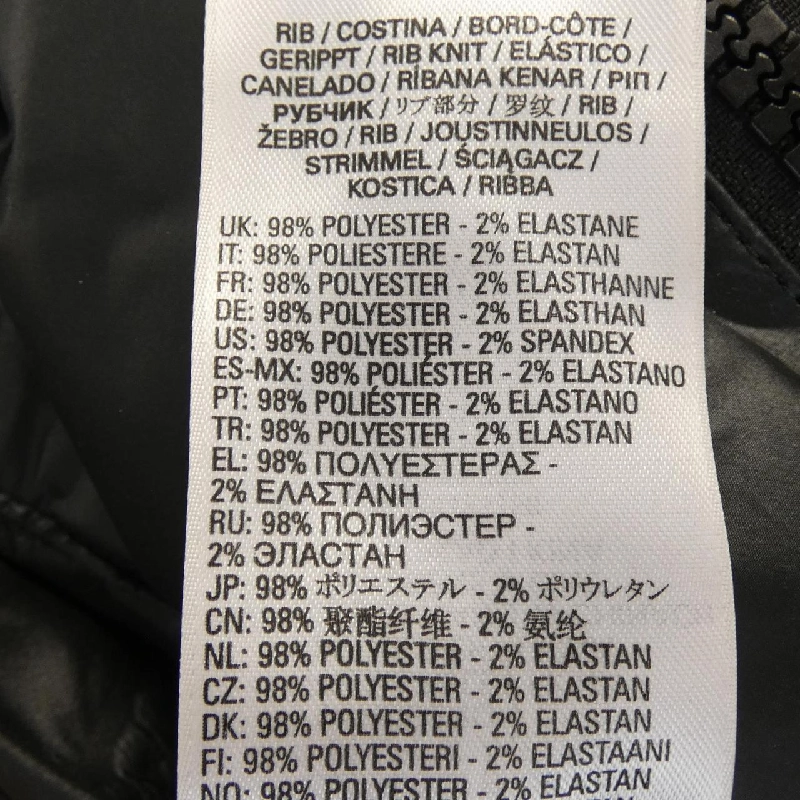 RIB / COSTINA / BORD-CÔTE /
GERIPPT / RIB KNIT / ELÁSTICO /
CANELADO / RİBANA KENAR / ΡΙΠ /
РУБЧИК / リブ部分 / 罗纹 / RIB /
ŽEBRO / RIB / JOUSTINNEULOS /
STRIMMEL / ŚCIĄGACZ /
KOSTICA / RIBBA
UK: 98% POLYESTER - 2% ELASTANE
IT: 98% POLIESTERE - 2% ELASTAN
FR: 98% POLYESTER - 2% ELASTHANNE
DE: 98% POLYESTER - 2% ELASTHAN
US: 98% POLYESTER - 2% SPANDEX
ES-MX: 98% POLIÉSTER - 2% ELASTANO
PT: 98% POLIÉSTER - 2% ELASTANO
TR: 98% POLYESTER - 2% ELASTAN
EL: 98% ΠΟΛΥΕΣΤΕΡΑΣ -
2% ΕΛΑΣΤΑΝΗ
RU: 98% ПОЛИЭСТЕР -
2% ЭЛАСТАН
JP: 98% ポリエステル - 2% ポリウレタン
CN: 98% 聚酯纤维 - 2% 氨纶
NL: 98% POLYESTER - 2% ELASTAN
CZ: 98% POLYESTER - 2% ELASTAN
DK: 98% POLYESTER - 2% ELASTAN
FI: 98% POLYESTERI - 2% ELASTAANI
NO: 98% POLYESTER - 2% ELASTAN